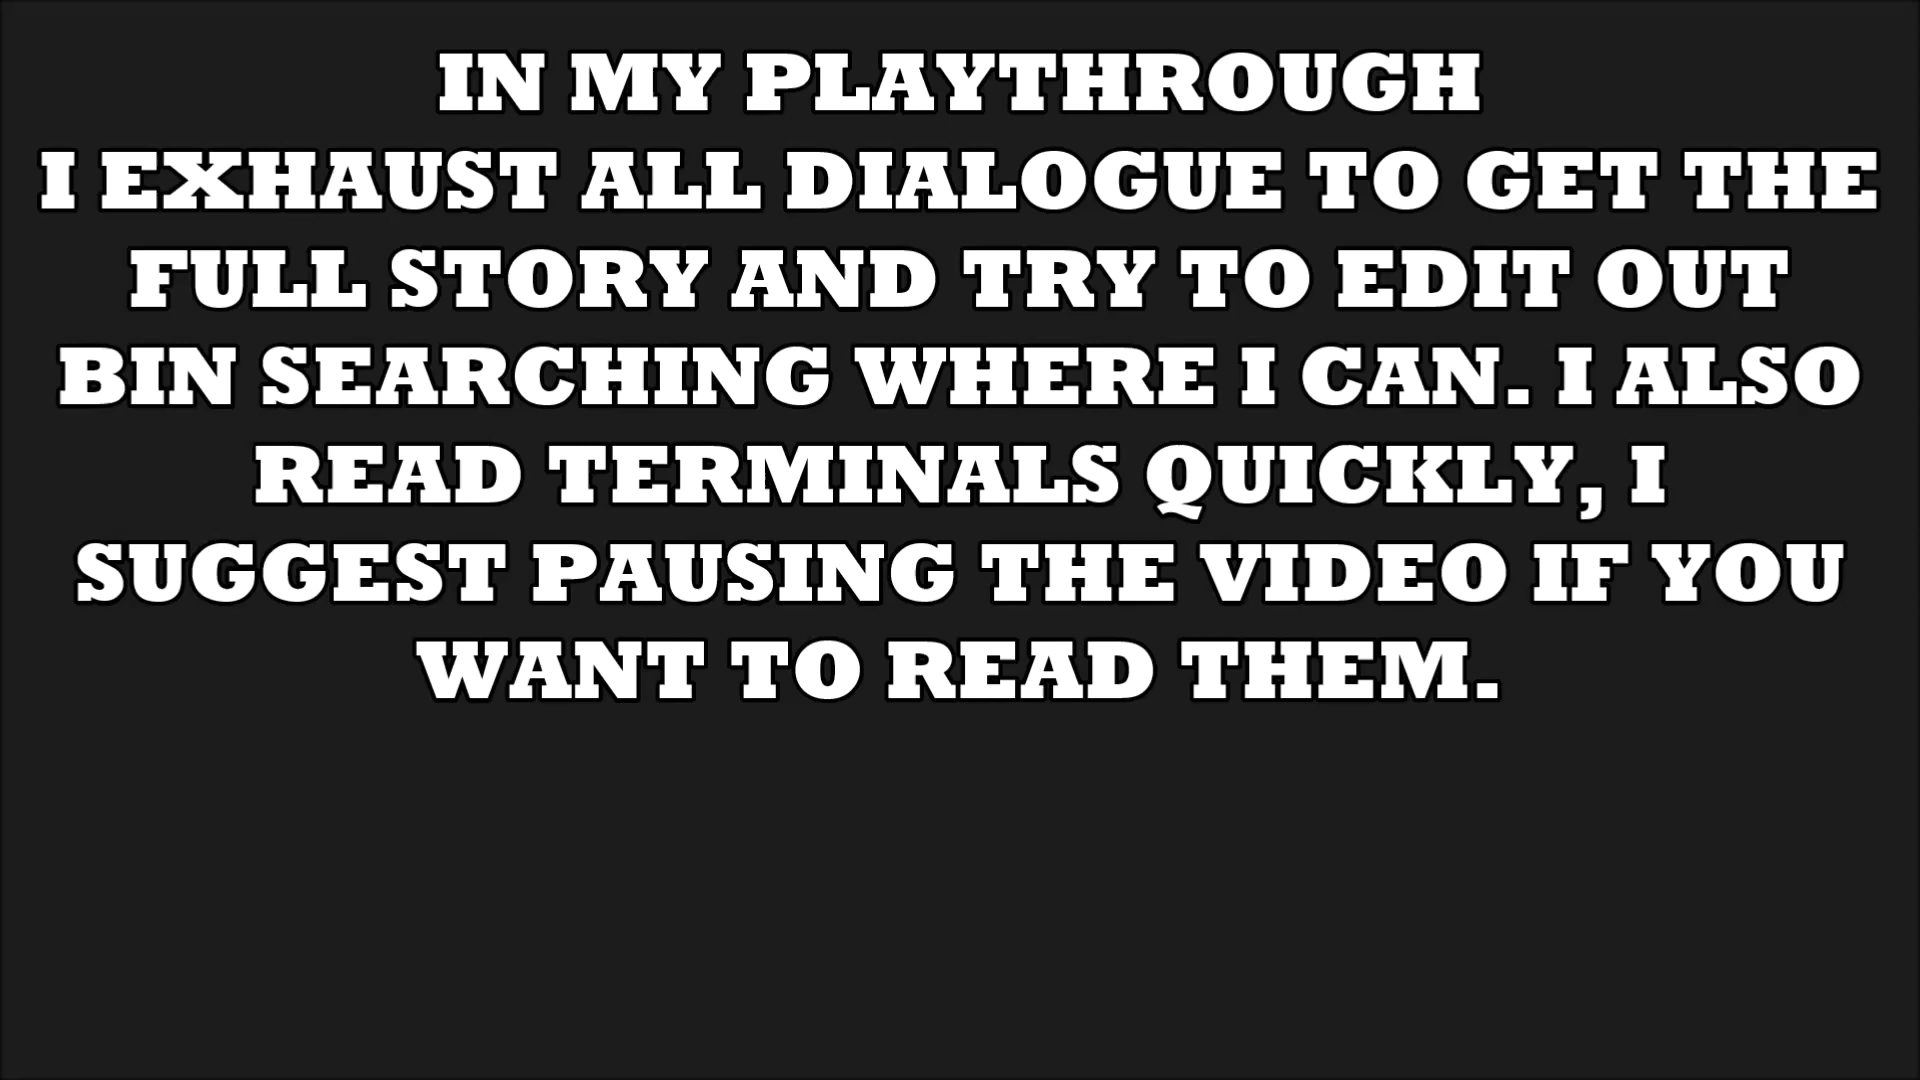 IN MY PLAYTHROUGH
I EXHAUST ALL DIALOGUE TO GET THE
FULL STORY AND TRY TO EDIT OUT
BIN SEARCHING WHERE I CAN. I ALSO
READ TERMINALS QUICKLY, I
SUGGEST PAUSING THE VIDEO IF YOU
WANT TO READ THEM.